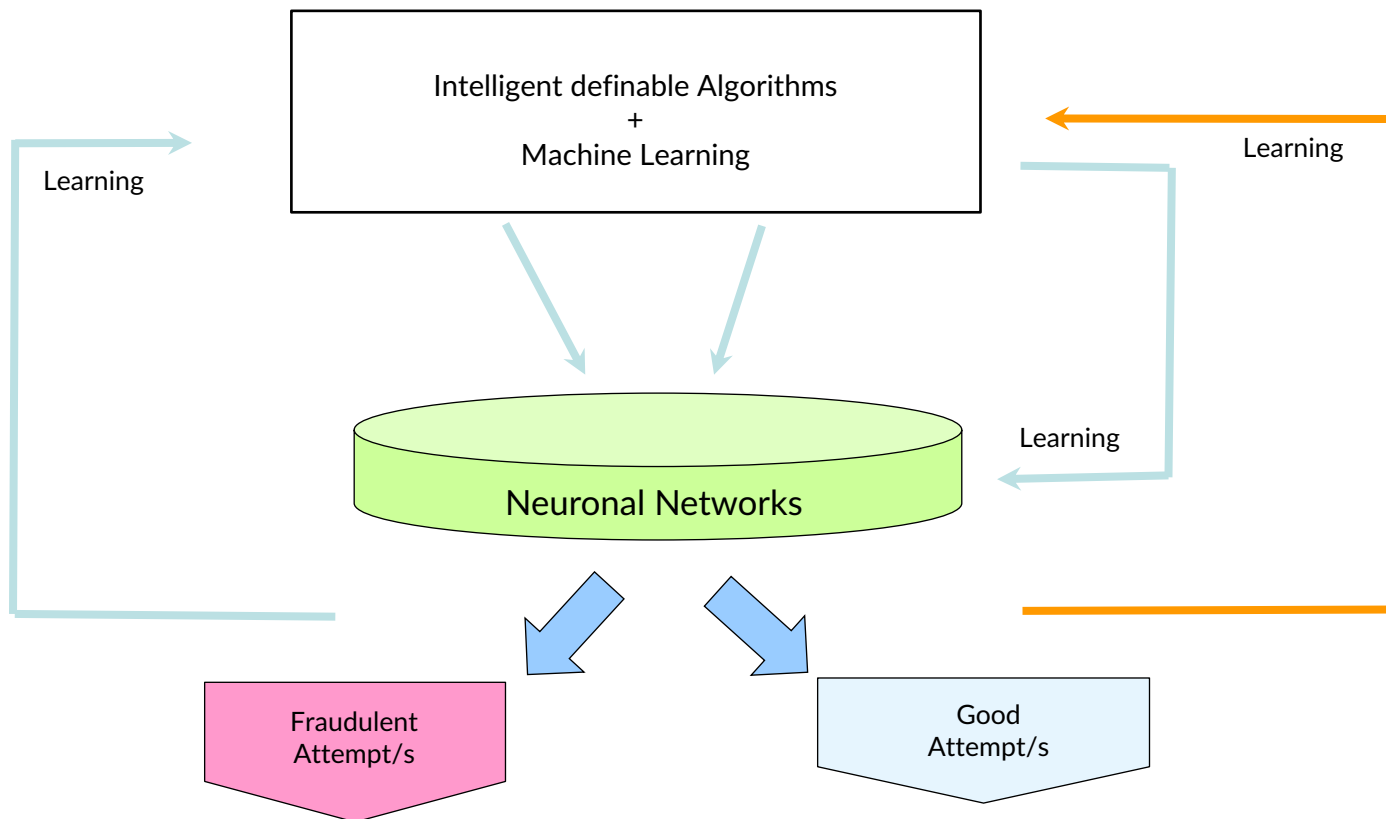 Intelligent definable Algorithms
+
Machine Learning
Learning
Learning
Learning
Neuronal Networks
Fraudulent
Attempt/s
Good
Attempt/s